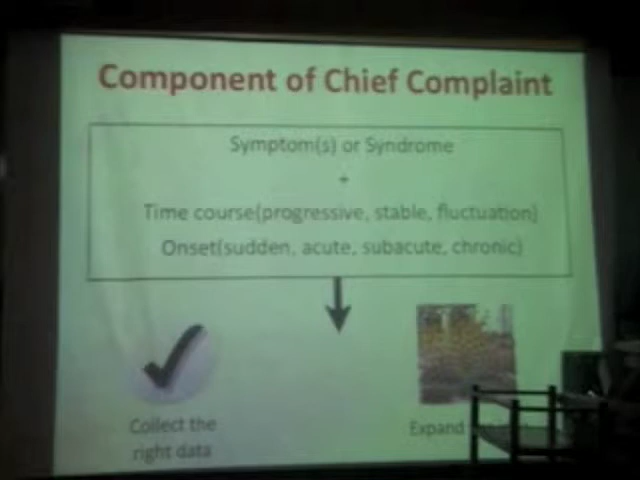 Component of Chief Complaint
Symptom(s) or Syndrome
+
Time course(progressive, stable, fluctuation)
Onset(sudden, acute, subacute, chronic)
Collect the
right data
Expand